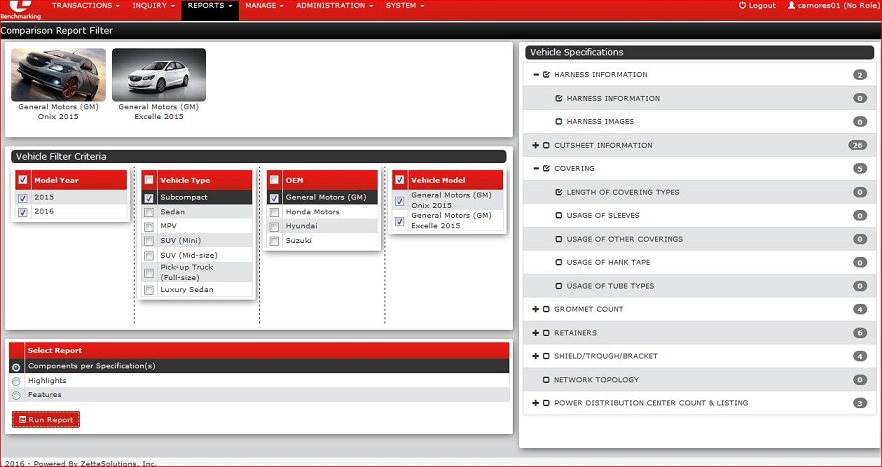 TRANSACTIONS INQUIRY REPORTS MANAGE ADMINISTRATION SYSTEM Logout camores01 (No Role)
Benchmarking
Comparison Report Filter
General Motors (GM)
Onix 2015
General Motors (GM)
Excelle 2015
Vehicle Filter Criteria
Model Year
2015
2016
Vehicle Type
Subcompact
Sedan
MPV
SUV (Mini)
SUV (Mid-size)
Pick-up Truck
(Full-size)
Luxury Sedan
OEM
General Motors (GM)
Honda Motors
Hyundai
Suzuki
Vehicle Model
General Motors (GM)
Onix 2015
General Motors (GM)
Excelle 2015
Select Report
Components per Specification(s)
Highlights
Features
Run Report
Vehicle Specifications
HARNESS INFORMATION 2
HARNESS INFORMATION 0
HARNESS IMAGES 0
CUTSHEET INFORMATION 26
COVERING 5
LENGTH OF COVERING TYPES 0
USAGE OF SLEEVES 0
USAGE OF OTHER COVERINGS 0
USAGE OF HANK TAPE 0
USAGE OF TUBE TYPES 0
GROMMET COUNT 4
RETAINERS 6
SHIELD/TROUGH/BRACKET 4
NETWORK TOPOLOGY 0
POWER DISTRIBUTION CENTER COUNT & LISTING 3
2016 - Powered By ZettaSolutions, Inc.